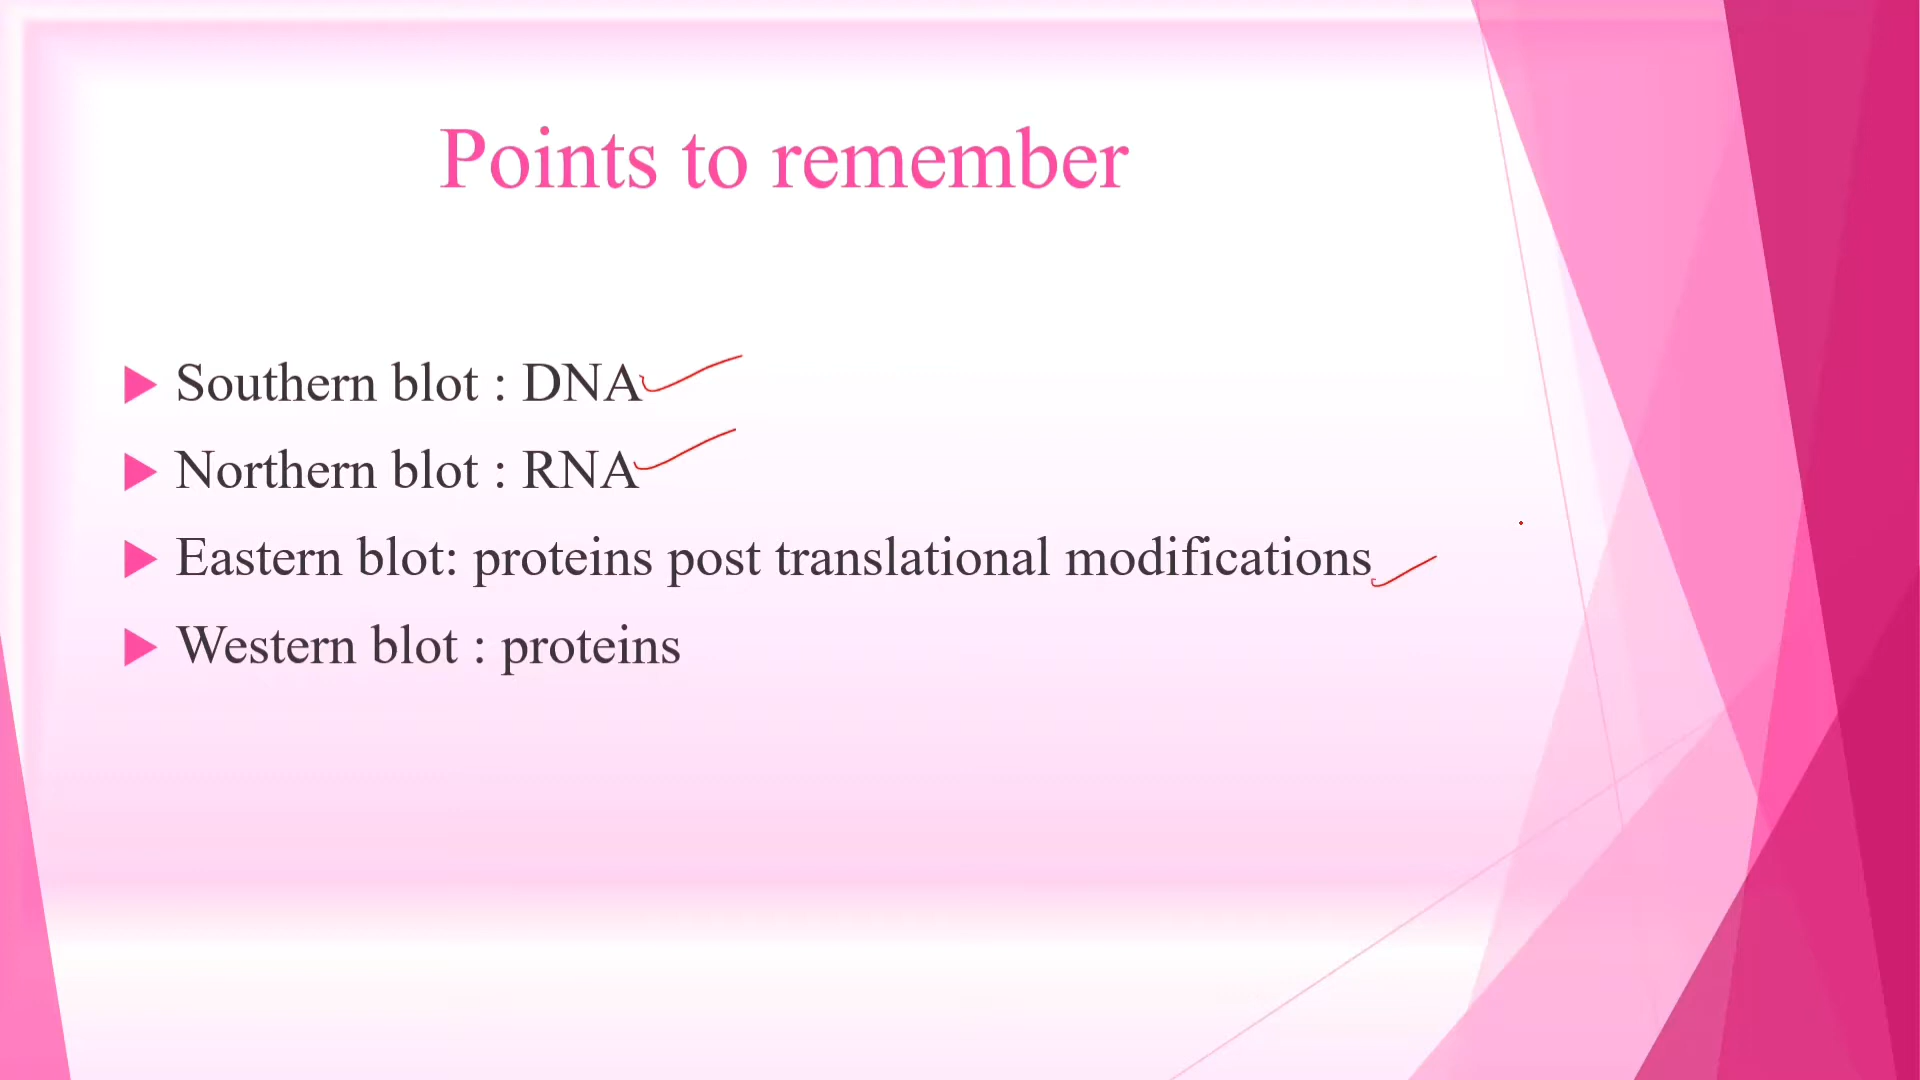 Points to remember
Southern blot : DNA
Northern blot : RNA
Eastern blot: proteins post translational modifications
Western blot : proteins